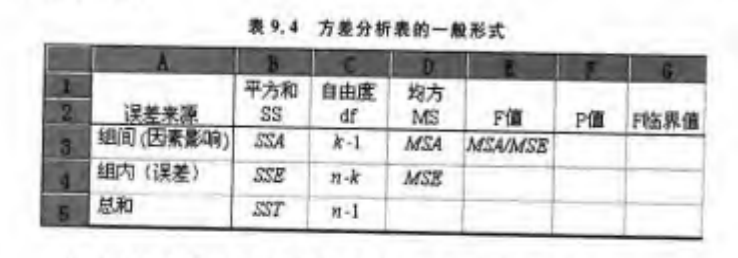 表 9.4 方差分析表的一般形式
A B C D E F G
1 平方和 自由度 均方
2 误差来源 SS df MS F值 P值 F临界值
3 组间(因素影响) SSA k-1 MSA MSA/MSE
4 组内（误差） SSE n-k MSE
5 总和 SST n-1